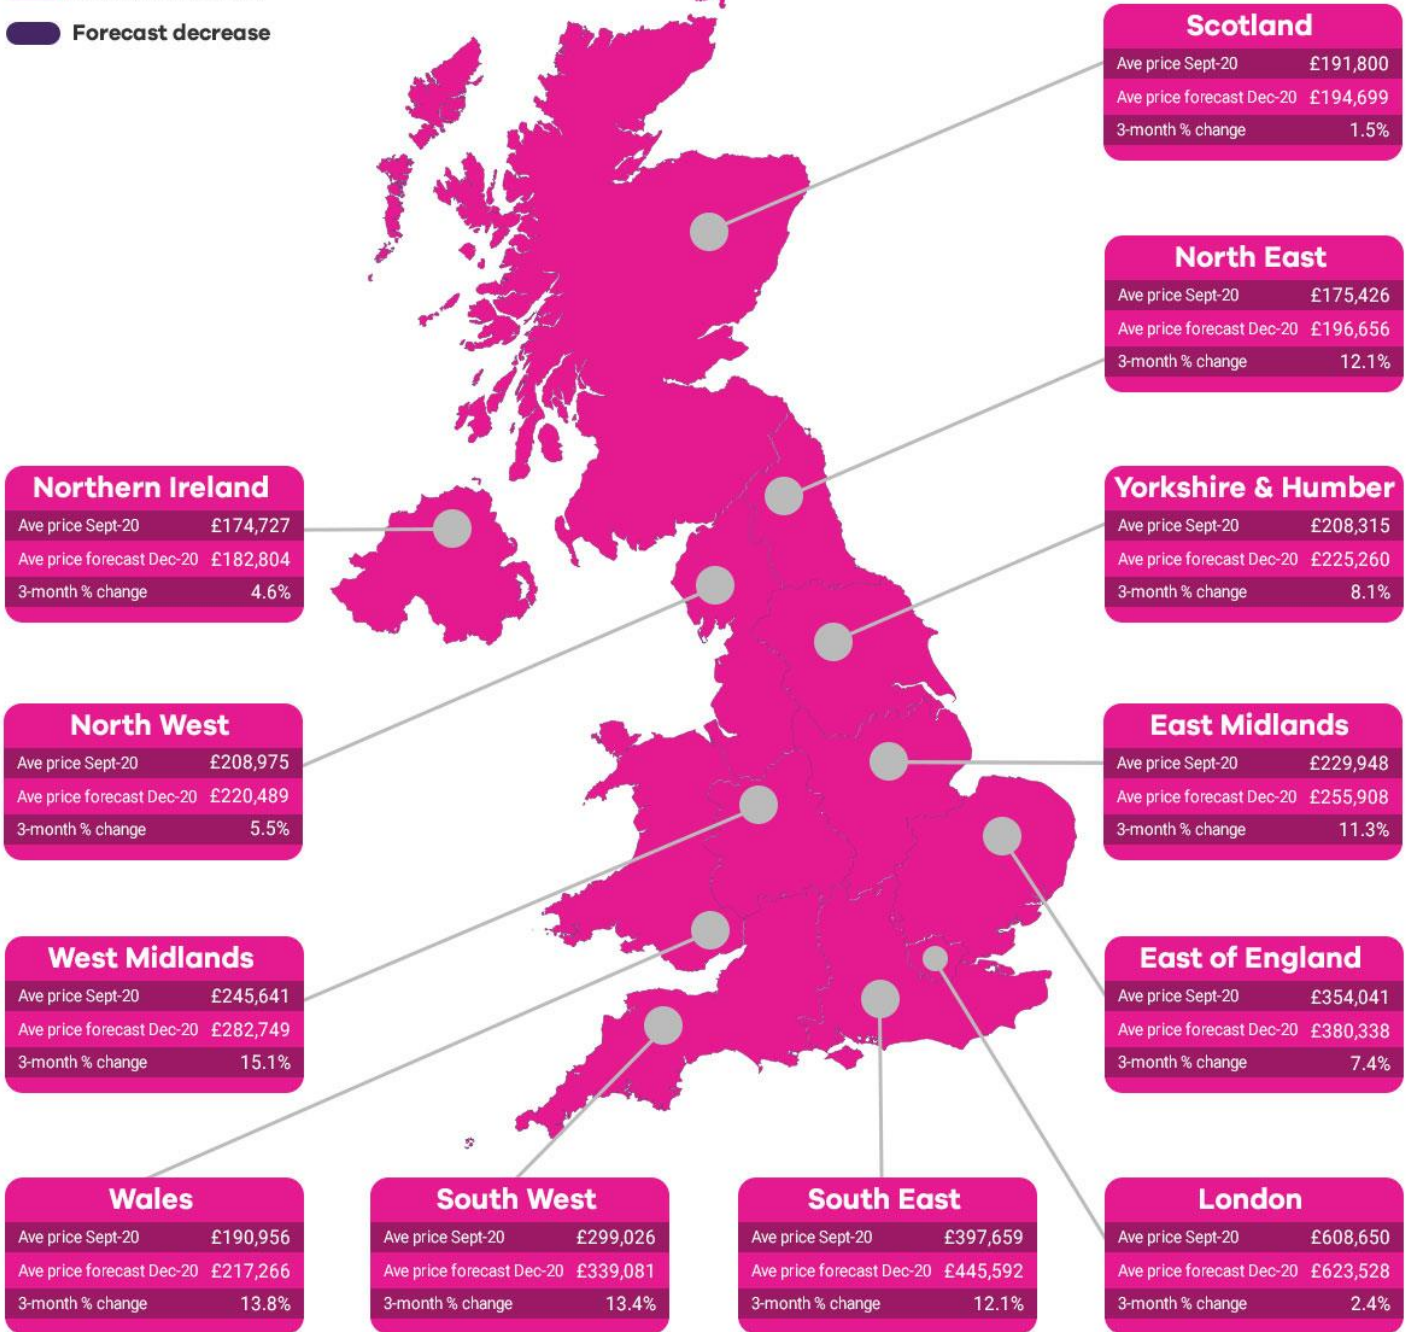 Forecast decrease
Scotland
Ave price Sept-20 £191,800
Ave price forecast Dec-20 £194,699
3-month % change 1.5%
North East
Ave price Sept-20 £175,426
Ave price forecast Dec-20 £196,656
3-month % change 12.1%
Northern Ireland
Ave price Sept-20 £174,727
Ave price forecast Dec-20 £182,804
3-month % change 4.6%
Yorkshire & Humber
Ave price Sept-20 £208,315
Ave price forecast Dec-20 £225,260
3-month % change 8.1%
North West
Ave price Sept-20 £208,975
Ave price forecast Dec-20 £220,489
3-month % change 5.5%
East Midlands
Ave price Sept-20 £229,948
Ave price forecast Dec-20 £255,908
3-month % change 11.3%
West Midlands
Ave price Sept-20 £245,641
Ave price forecast Dec-20 £282,749
3-month % change 15.1%
East of England
Ave price Sept-20 £354,041
Ave price forecast Dec-20 £380,338
3-month % change 7.4%
Wales
Ave price Sept-20 £190,956
Ave price forecast Dec-20 £217,266
3-month % change 13.8%
South West
Ave price Sept-20 £299,026
Ave price forecast Dec-20 £339,081
3-month % change 13.4%
South East
Ave price Sept-20 £397,659
Ave price forecast Dec-20 £445,592
3-month % change 12.1%
London
Ave price Sept-20 £608,650
Ave price forecast Dec-20 £623,528
3-month % change 2.4%